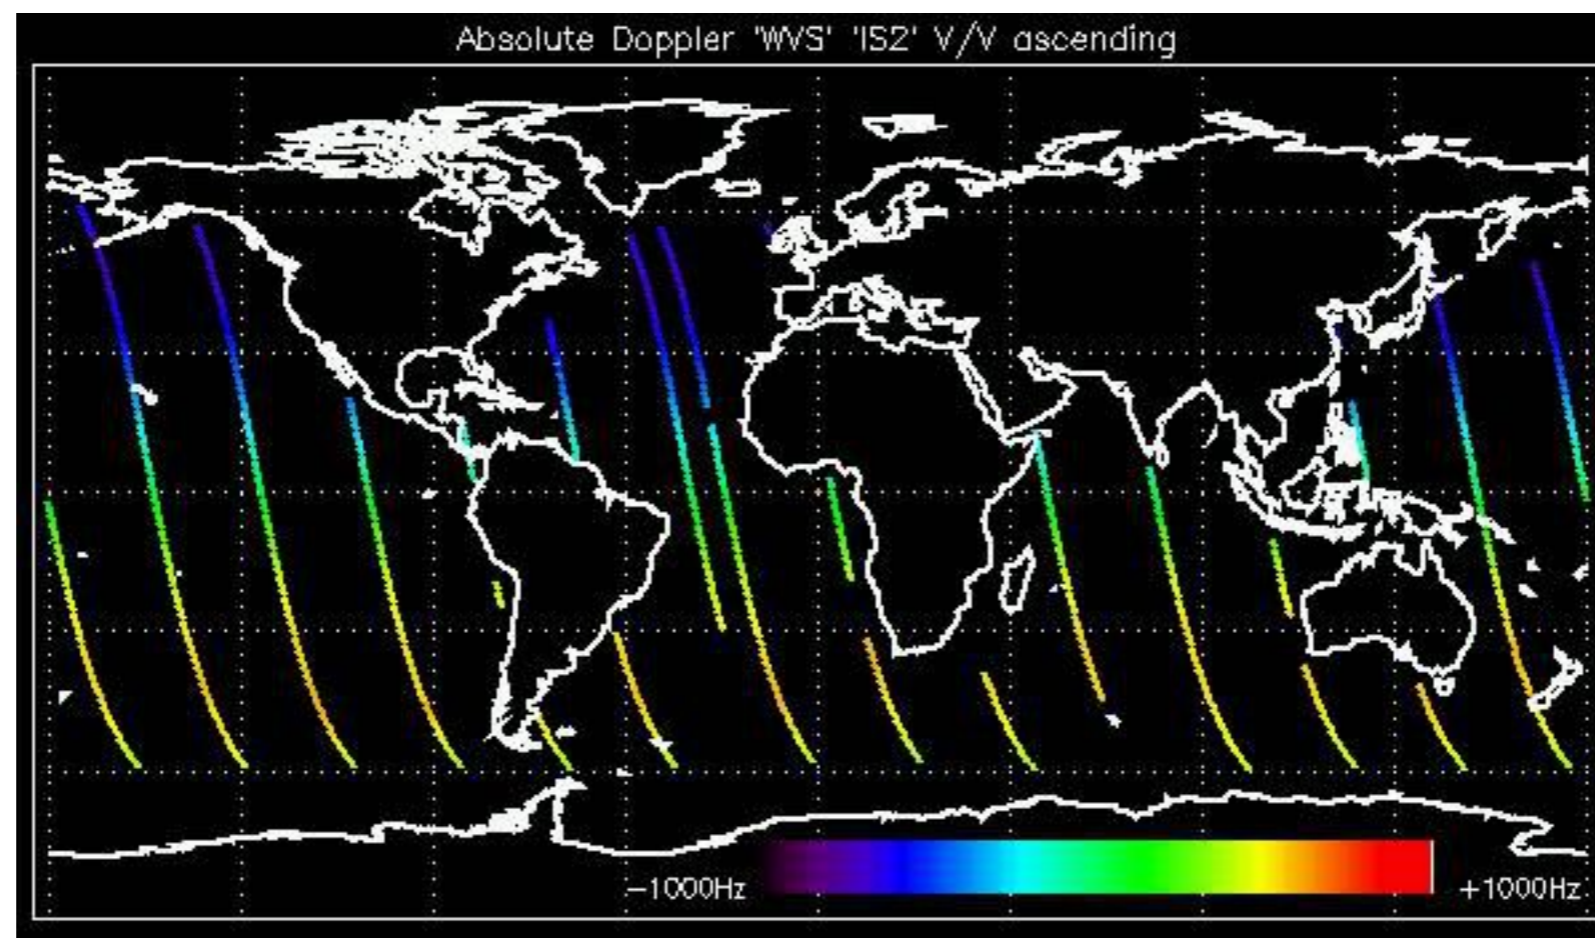 Absolute Doppler 'WVS' 'IS2' V/V ascending
−1000Hz +1000Hz